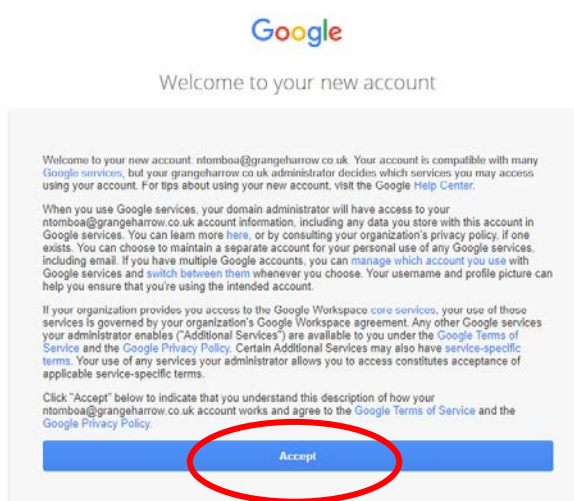 Google
Welcome to your new account
Welcome to your new account: ntomboa@grangeharrow.co.uk. Your account is compatible with many
Google services, but your grangeharrow.co.uk administrator decides which services you may access
using your account. For tips about using your new account, visit the Google Help Center.
When you use Google services, your domain administrator will have access to your
ntomboa@grangeharrow.co.uk account information, including any data you store with this account in
Google services. You can learn more here, or by consulting your organization's privacy policy, if one
exists. You can choose to maintain a separate account for your personal use of any Google services,
including email. If you have multiple Google accounts, you can manage which account you use with
Google services and switch between them whenever you choose. Your username and profile picture can
help you ensure that you're using the intended account.
If your organization provides you access to the Google Workspace core services, your use of those
services is governed by your organization's Google Workspace agreement. Any other Google services
your administrator enables ("Additional Services") are available to you under the Google Terms of
Service and the Google Privacy Policy. Certain Additional Services may also have service-specific
terms. Your use of any services your administrator allows you to access constitutes acceptance of
applicable service-specific terms.
Click "Accept" below to indicate that you understand this description of how your
ntomboa@grangeharrow.co.uk account works and agree to the Google Terms of Service and the
Google Privacy Policy.
Accept